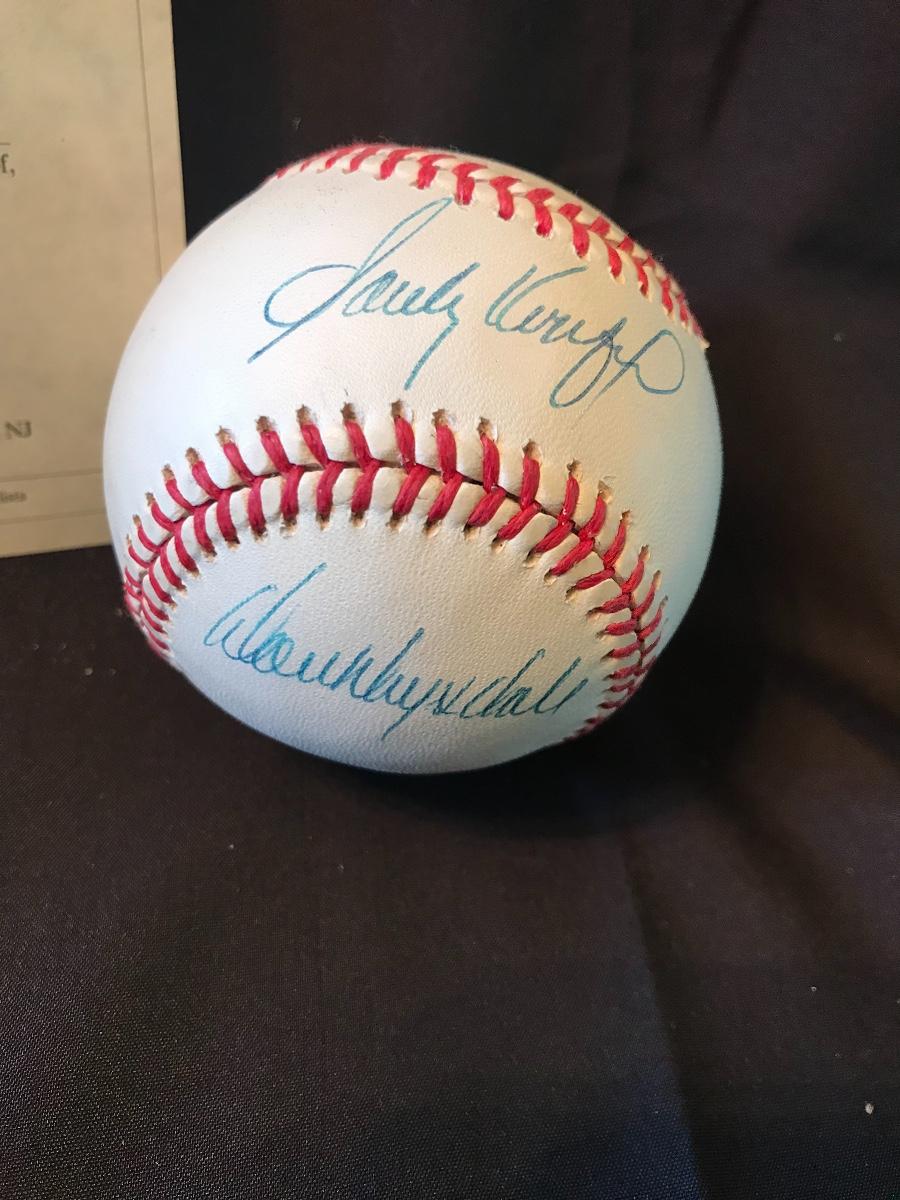 f,
NJ
Sandy Koufax
Don Drysdale